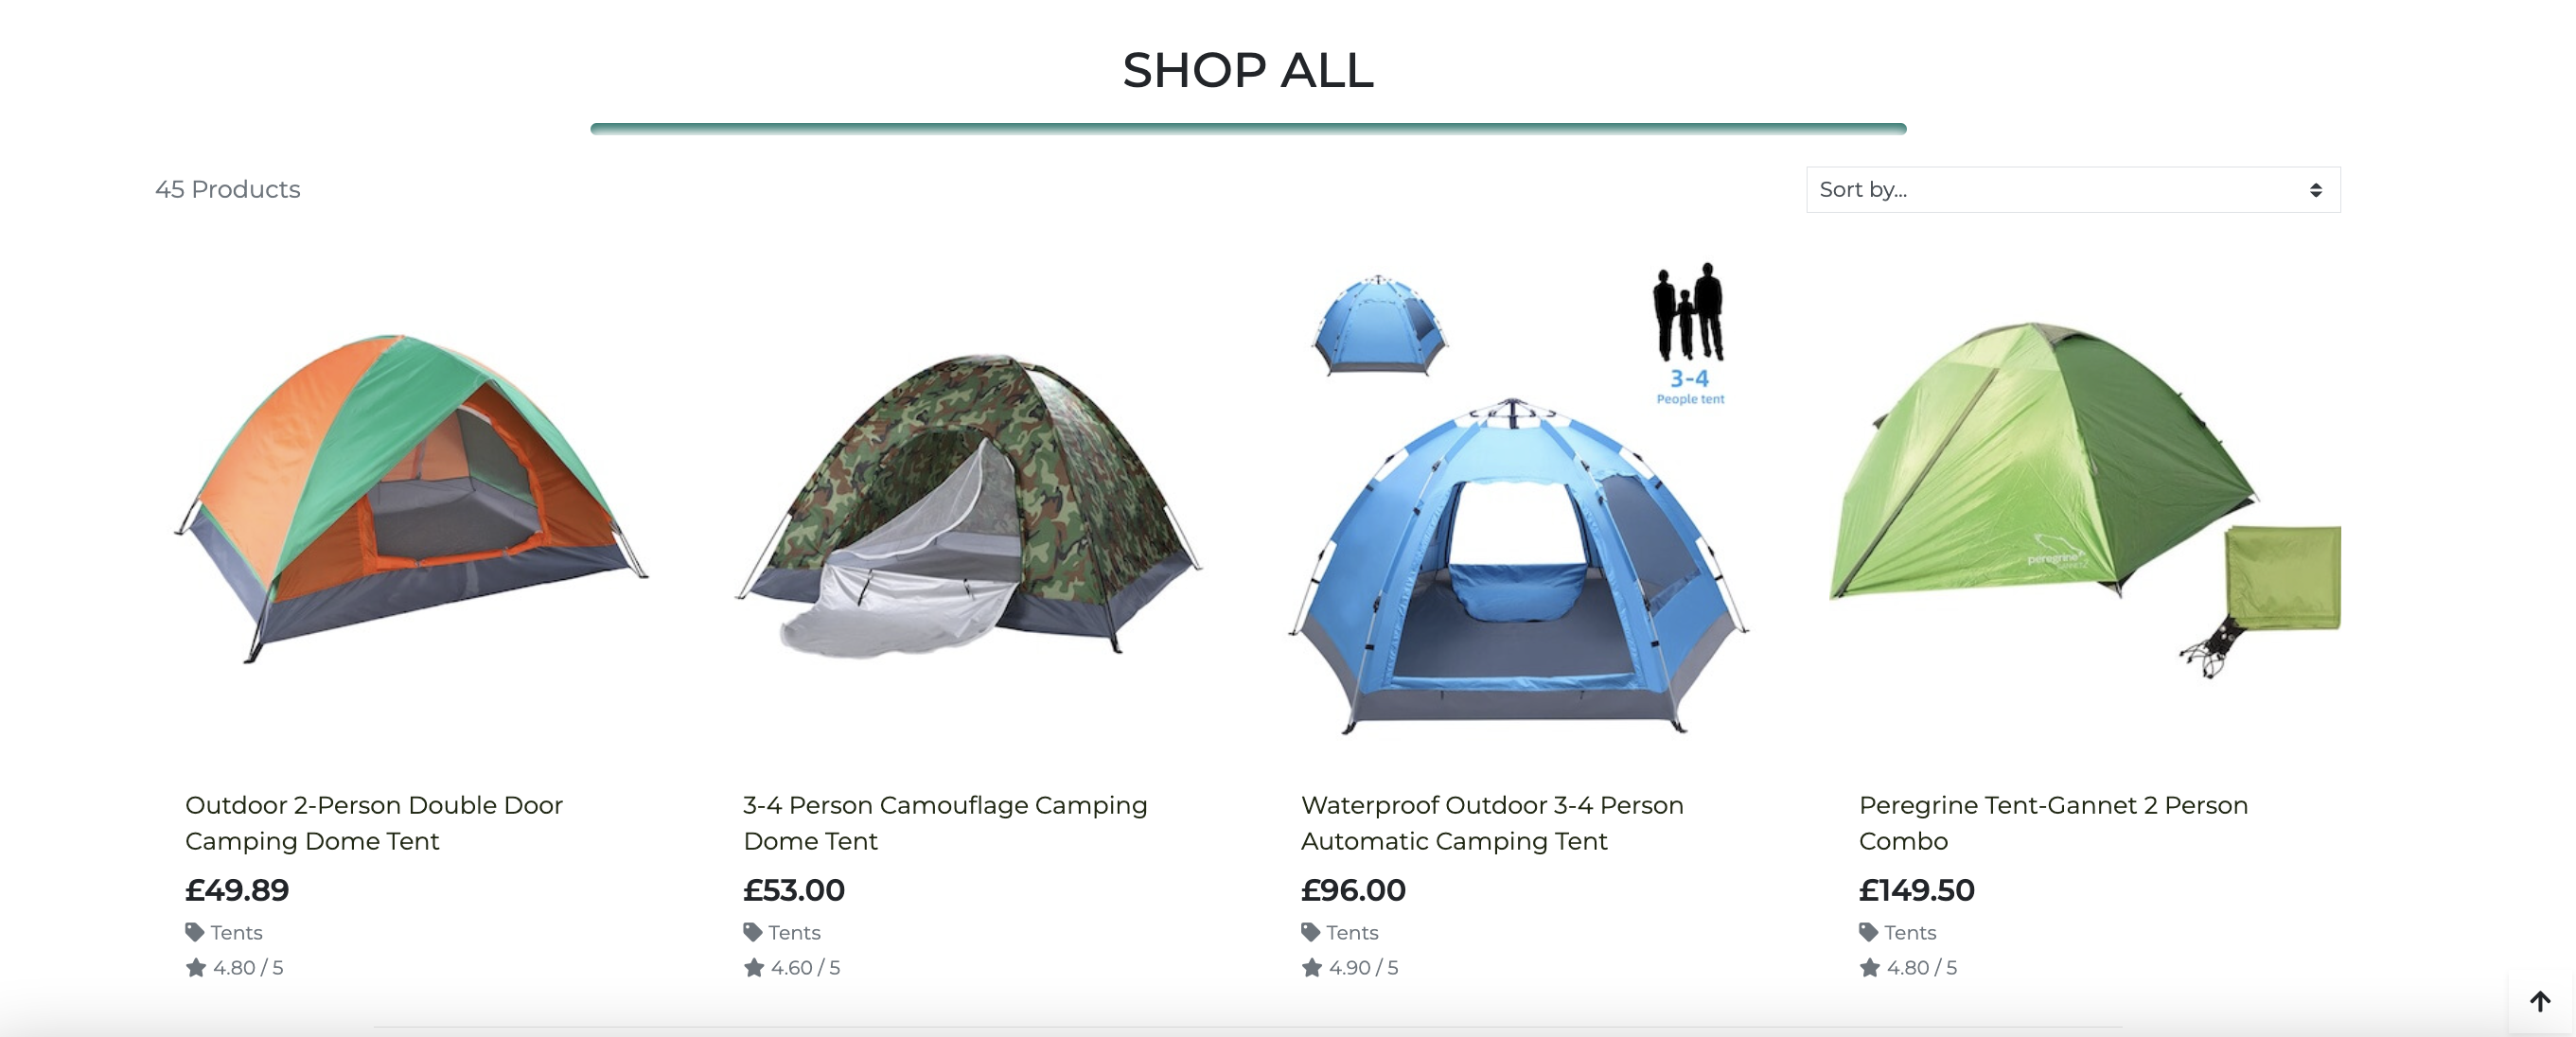 SHOP ALL
45 Products
Sort by...
3-4
People tent
peregrine
Outdoor 2-Person Double Door
Camping Dome Tent
£49.89
Tents
4.80 / 5
3-4 Person Camouflage Camping
Dome Tent
£53.00
Tents
4.60 / 5
Waterproof Outdoor 3-4 Person
Automatic Camping Tent
£96.00
Tents
4.90 / 5
Peregrine Tent-Gannet 2 Person
Combo
£149.50
Tents
4.80 / 5